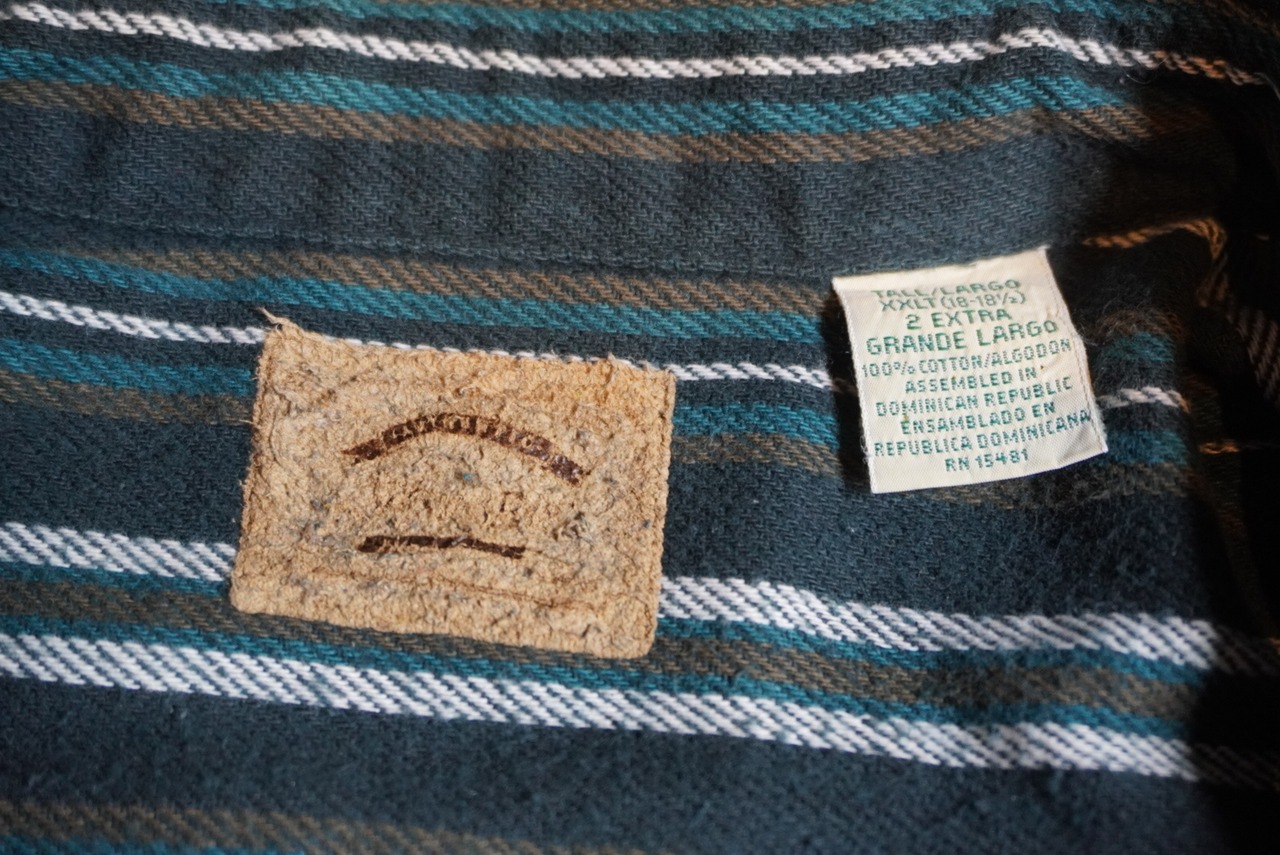 TALL/LARGO
XXLT(18-18½)
2 EXTRA
GRANDE LARGO
100% COTTON/ALGODON
ASSEMBLED IN
DOMINICAN REPUBLIC
ENSAMBLADO EN
REPUBLICA DOMINICANA
RN 15481